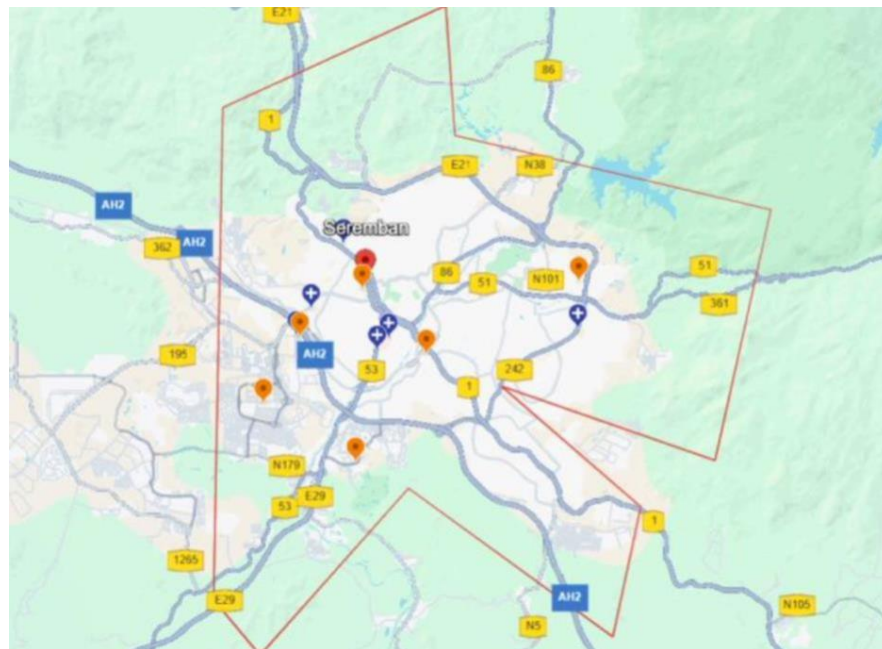 E21
86
1
E21
N38
AH2
362
AH2
Seremban
86
51
N101
51
361
195
AH2
53
242
1
N179
53
E29
1
1265
E29
AH2
N105
N5